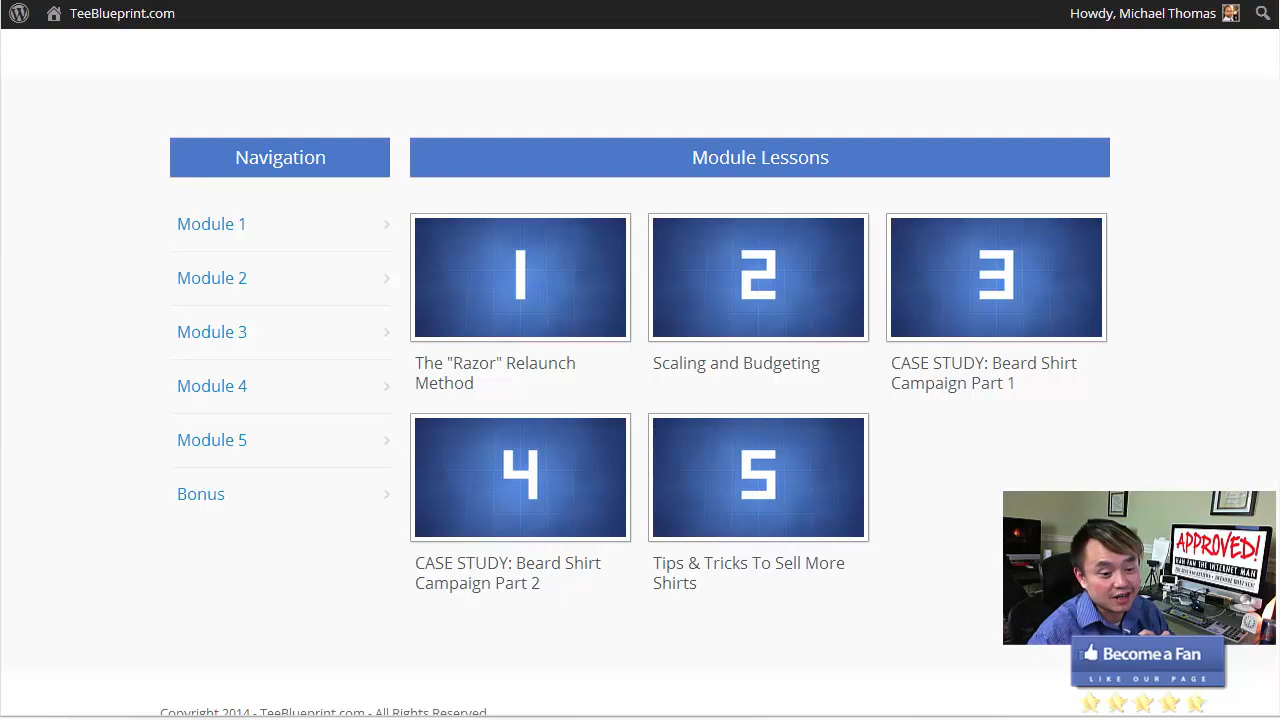 TeeBlueprint.com
Howdy, Michael Thomas
Navigation
Module Lessons
Module 1
Module 2
Module 3
Module 4
Module 5
Bonus
1
2
3
The "Razor" Relaunch
Method
Scaling and Budgeting
CASE STUDY: Beard Shirt
Campaign Part 1
4
5
CASE STUDY: Beard Shirt
Campaign Part 2
Tips & Tricks To Sell More
Shirts
APPROVED!
Become a Fan
LIKE OUR PAGE
Copyright 2014 - TeeBlueprint.com - All Rights Reserved